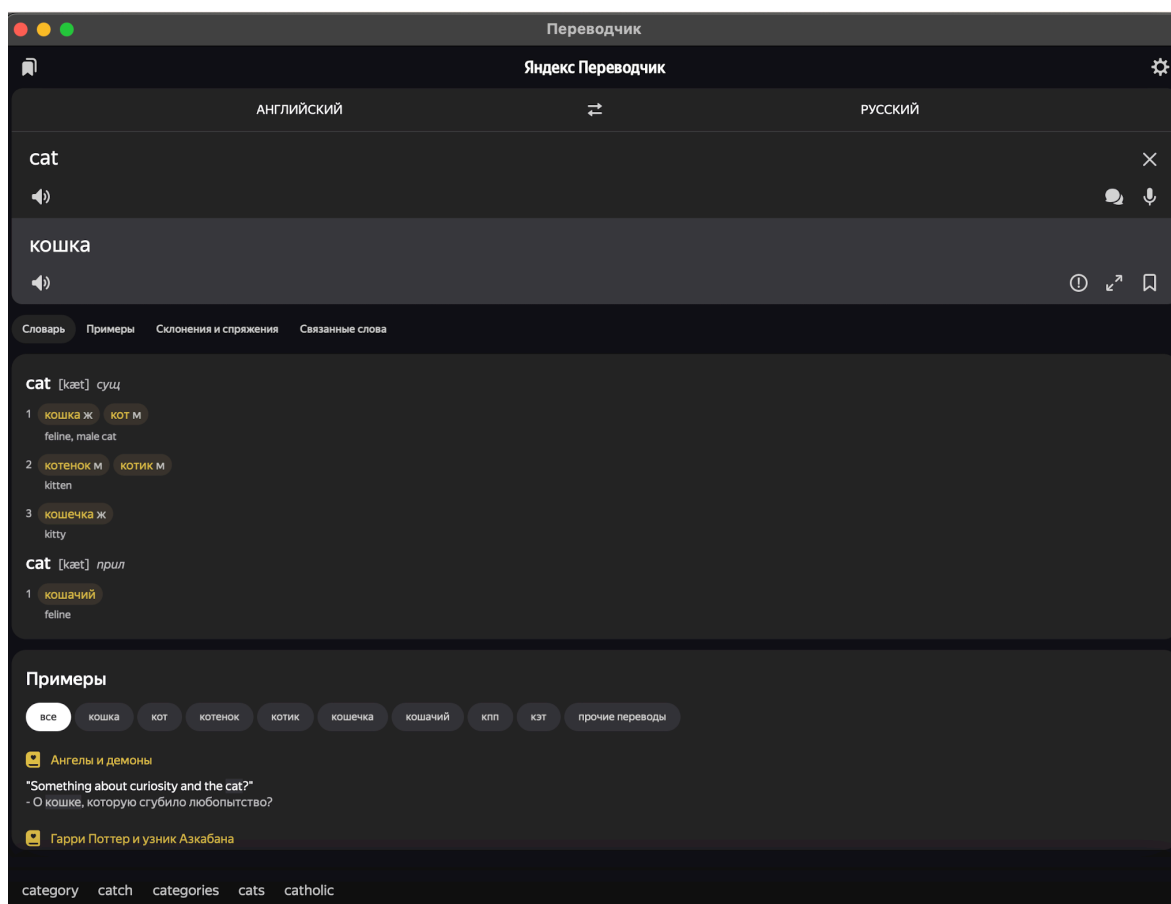 Переводчик
Яндекс Переводчик
АНГЛИЙСКИЙ РУССКИЙ
cat
кошка
Словарь Примеры Склонения и спряжения Связанные слова
cat [kæt] сущ
1 кошка ж кот м
feline, male cat
2 котенок м котик м
kitten
3 кошечка ж
kitty
cat [kæt] прил
1 кошачий
feline
Примеры
все кошка кот котенок котик кошечка кошачий кпп кэт прочие переводы
Ангелы и демоны
"Something about curiosity and the cat?"
- О кошке, которую сгубило любопытство?
Гарри Поттер и узник Азкабана
category catch categories cats catholic